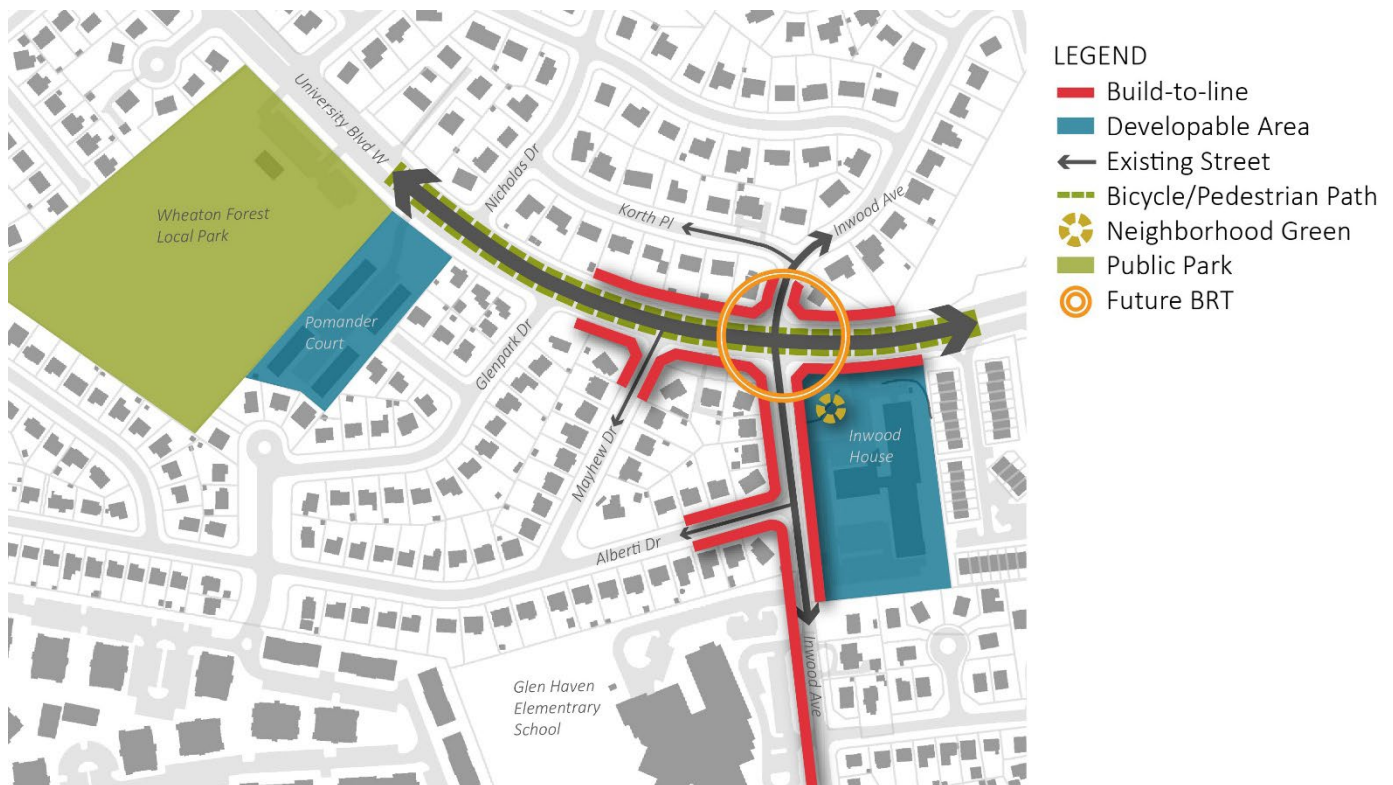 University Blvd W
Nicholas Dr
Korth Pl
Inwood Ave
Wheaton Forest
Local Park
Pomander
Court
Glenpark Dr
Mayhew Dr
Inwood
House
Alberti Dr
Inwood Ave
Glen Haven
Elementrary
School
LEGEND
Build-to-line
Developable Area
Existing Street
Bicycle/Pedestrian Path
Neighborhood Green
Public Park
Future BRT